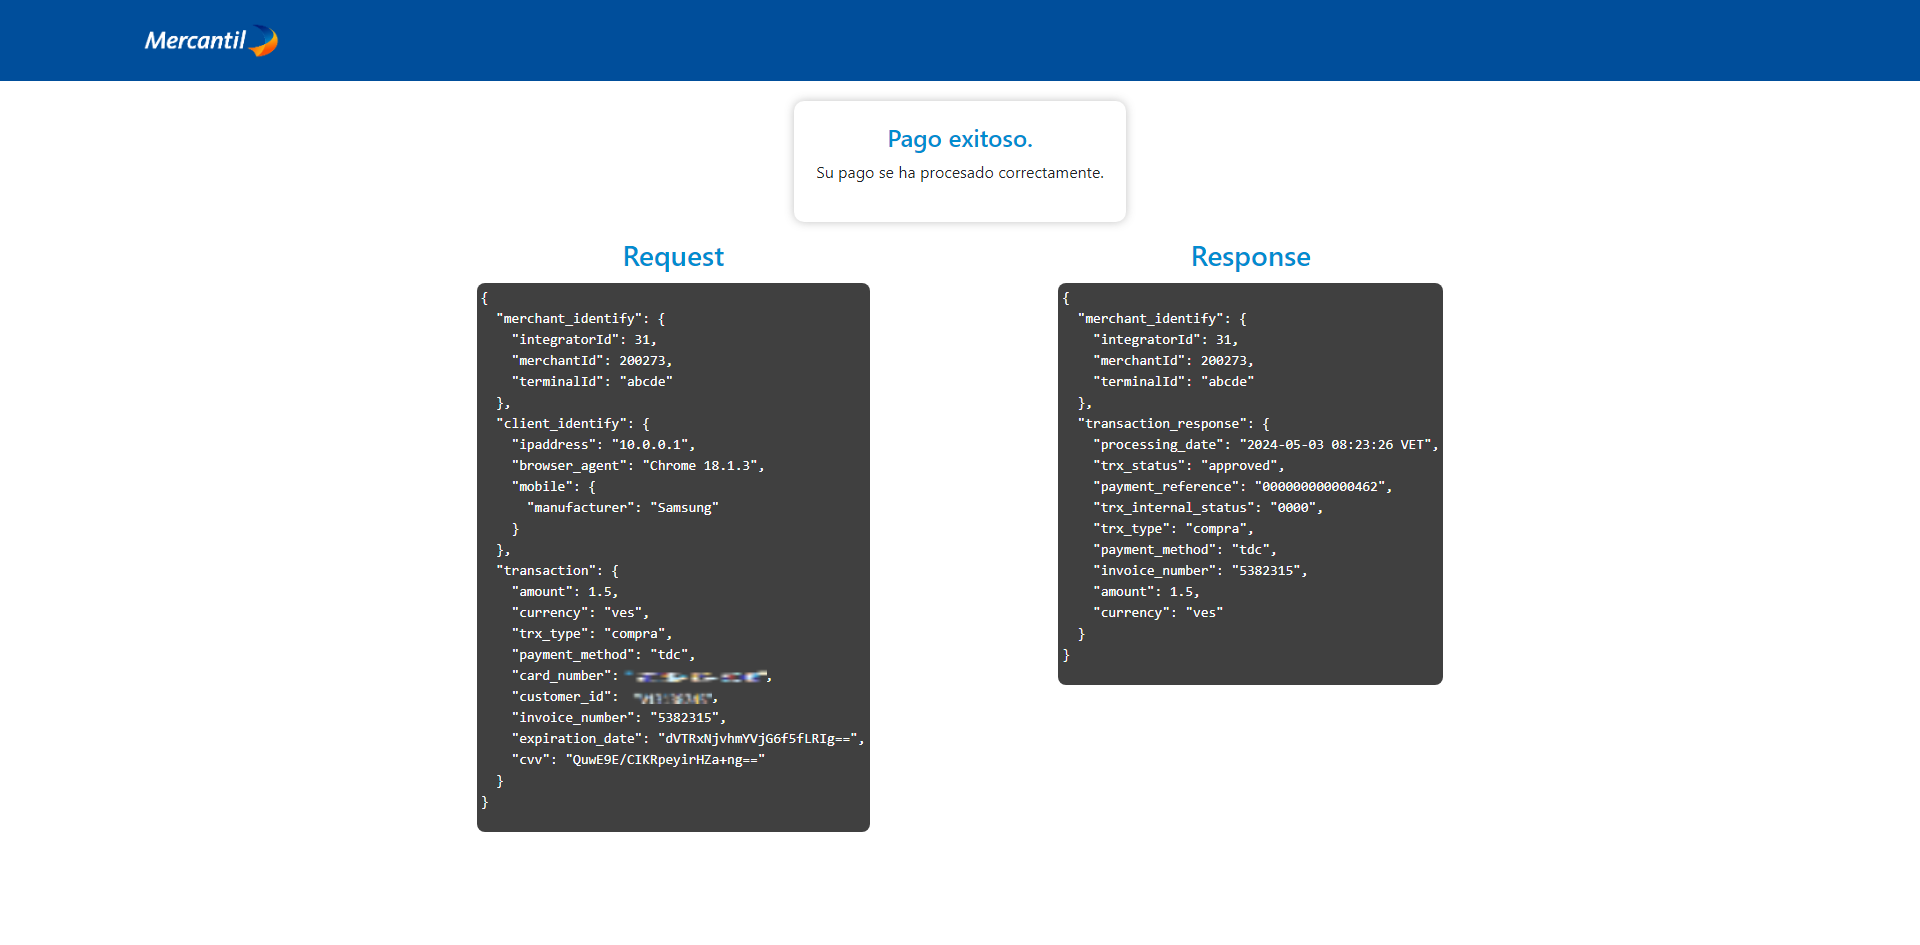 Mercantil
Pago exitoso.
Su pago se ha procesado correctamente.
Request
{
"merchant_identify": {
"integratorId": 31,
"merchantId": 200273,
"terminalId": "abcde"
},
"client_identify": {
"ipaddress": "10.0.0.1",
"browser_agent": "Chrome 18.1.3",
"mobile": {
"manufacturer": "Samsung"
}
},
"transaction": {
"amount": 1.5,
"currency": "ves",
"trx_type": "compra",
"payment_method": "tdc",
"card_number": ",
"customer_id": ,
"invoice_number": "5382315",
"expiration_date": "dVTRxNjvhmYVjG6f5fLRIg==",
"cvv": "QuwE9E/CIKRpeyirHZa+ng=="
}
}
Response
{
"merchant_identify": {
"integratorId": 31,
"merchantId": 200273,
"terminalId": "abcde"
},
"transaction_response": {
"processing_date": "2024-05-03 08:23:26 VET",
"trx_status": "approved",
"payment_reference": "000000000000462",
"trx_internal_status": "0000",
"trx_type": "compra",
"payment_method": "tdc",
"invoice_number": "5382315",
"amount": 1.5,
"currency": "ves"
}
}